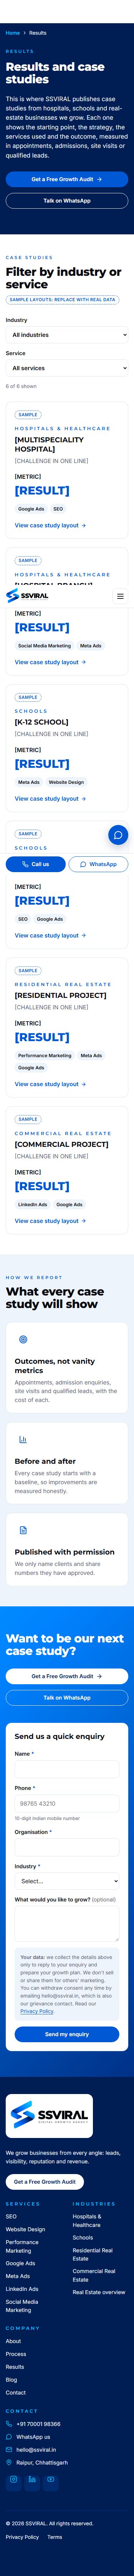 Home > Results
RESULTS
Results and case
studies
This is where SSVIRAL publishes case
studies from hospitals, schools and real-
estate businesses we grow. Each one
shows the starting point, the strategy, the
services used and the outcome, measured
in appointments, admissions, site visits or
qualified leads.
Get a Free Growth Audit →
Talk on WhatsApp
CASE STUDIES
Filter by industry or
service
SAMPLE LAYOUTS: REPLACE WITH REAL DATA
Industry
All industries
Service
All services
6 of 6 shown
SAMPLE
HOSPITALS & HEALTHCARE
[MULTISPECIALITY
HOSPITAL]
[CHALLENGE IN ONE LINE]
[METRIC]
[RESULT]
Google Ads SEO
View case study layout →
SAMPLE
HOSPITALS & HEALTHCARE
SSVIRAL
[METRIC]
[RESULT]
Social Media Marketing Meta Ads
View case study layout →
SAMPLE
SCHOOLS
[K-12 SCHOOL]
[CHALLENGE IN ONE LINE]
[METRIC]
[RESULT]
Meta Ads Website Design
View case study layout →
SAMPLE
SCHOOLS
Call us WhatsApp
[METRIC]
[RESULT]
SEO Google Ads
View case study layout →
SAMPLE
RESIDENTIAL REAL ESTATE
[RESIDENTIAL PROJECT]
[CHALLENGE IN ONE LINE]
[METRIC]
[RESULT]
Performance Marketing Meta Ads
Google Ads
View case study layout →
SAMPLE
COMMERCIAL REAL ESTATE
[COMMERCIAL PROJECT]
[CHALLENGE IN ONE LINE]
[METRIC]
[RESULT]
LinkedIn Ads Google Ads
View case study layout →
HOW WE REPORT
What every case
study will show
Outcomes, not vanity
metrics
Appointments, admission enquiries,
site visits and qualified leads, with the
cost of each.
Before and after
Every case study starts with a
baseline, so improvements are
measured honestly.
Published with permission
We only name clients and share
numbers they have approved.
Want to be our next
case study?
Get a Free Growth Audit →
Talk on WhatsApp
Send us a quick enquiry
Name *
Phone *
98765 43210
10-digit Indian mobile number
Organisation *
Industry *
Select...
What would you like to grow? (optional)
Your data: we collect the details above
only to reply to your enquiry and
prepare your growth plan. We don't sell
or share them for others' marketing.
You can withdraw consent any time by
emailing hello@ssviral.in, which is also
our grievance contact. Read our
Privacy Policy.
Send my enquiry
SSVIRAL
We grow businesses from every angle: leads,
visibility, reputation and revenue.
Get a Free Growth Audit
SERVICES
SEO
Website Design
Performance
Marketing
Google Ads
Meta Ads
LinkedIn Ads
Social Media
Marketing
INDUSTRIES
Hospitals &
Healthcare
Schools
Residential Real
Estate
Commercial Real
Estate
Real Estate overview
COMPANY
About
Process
Results
Blog
Contact
CONTACT
+91 70001 98366
WhatsApp us
hello@ssviral.in
Raipur, Chhattisgarh
© 2026 SSVIRAL. All rights reserved.
Privacy Policy Terms